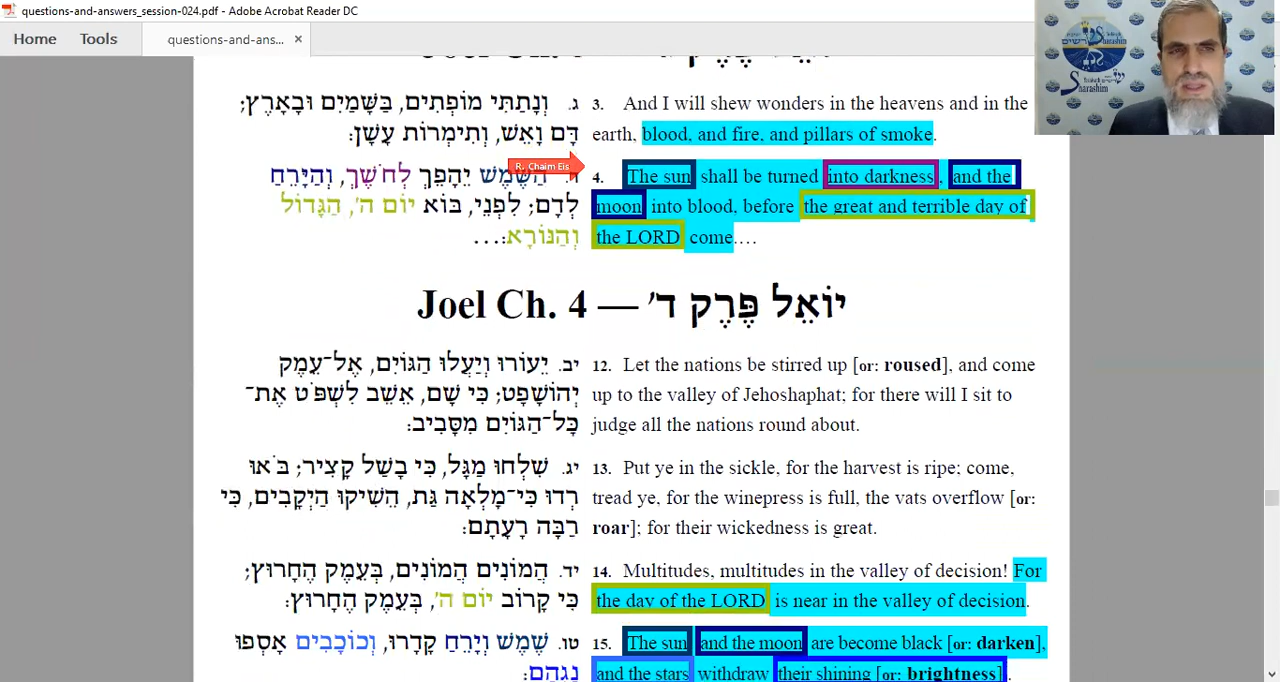 questions-and-answers_session-024.pdf - Adobe Acrobat Reader DC
Home Tools questions-and-ans... ×
וְנָתַתִּי מוֹפְתִים, בַּשָּׁמַיִם וּבָאָרֶץ; ג.
דָּם וָאֵשׁ, וְתִימְרוֹת עָשָׁן:
3. And I will shew wonders in the heavens and in the
earth, blood, and fire, and pillars of smoke.
R. Chaim Eis
ד. הַשֶּׁמֶשׁ יֵהָפֵךְ לְחֹשֶׁךְ, וְהַיָּרֵחַ
לְדָם; לִפְנֵי, בּוֹא יוֹם ה', הַגָּדוֹל
וְהַנּוֹרָא:...
4. The sun shall be turned into darkness, and the
moon into blood, before the great and terrible day of
the LORD come....
Joel Ch. 4 — יוֹאֵל פֶּרֶק ד'
יב. יֵעוֹרוּ וְיַעֲלוּ הַגּוֹיִם, אֶל־עֵמֶק
יְהוֹשָׁפָט; כִּי שָׁם, אֵשֵׁב לִשְׁפֹּט אֶת־
כָּל־הַגּוֹיִם מִסָּבִיב:
12. Let the nations be stirred up [or: roused], and come
up to the valley of Jehoshaphat; for there will I sit to
judge all the nations round about.
יג. שִׁלְחוּ מַגָּל, כִּי בָשַׁל קָצִיר; בֹּאוּ
רְדוּ כִּי־מָלְאָה גַּת, הֵשִׁיקוּ הַיְקָבִים, כִּי
רַבָּה רָעָתָם:
13. Put ye in the sickle, for the harvest is ripe; come,
tread ye, for the winepress is full, the vats overflow [or:
roar]; for their wickedness is great.
יד. הֲמוֹנִים הֲמוֹנִים, בְּעֵמֶק הֶחָרוּץ;
כִּי קָרוֹב יוֹם ה', בְּעֵמֶק הֶחָרוּץ:
14. Multitudes, multitudes in the valley of decision! For
the day of the LORD is near in the valley of decision.
טו. שֶׁמֶשׁ וְיָרֵחַ קָדָרוּ, וְכוֹכָבִים אָסְפוּ
נָגְהָם:
15. The sun and the moon are become black [or: darken],
and the stars withdraw their shining [or: brightness].